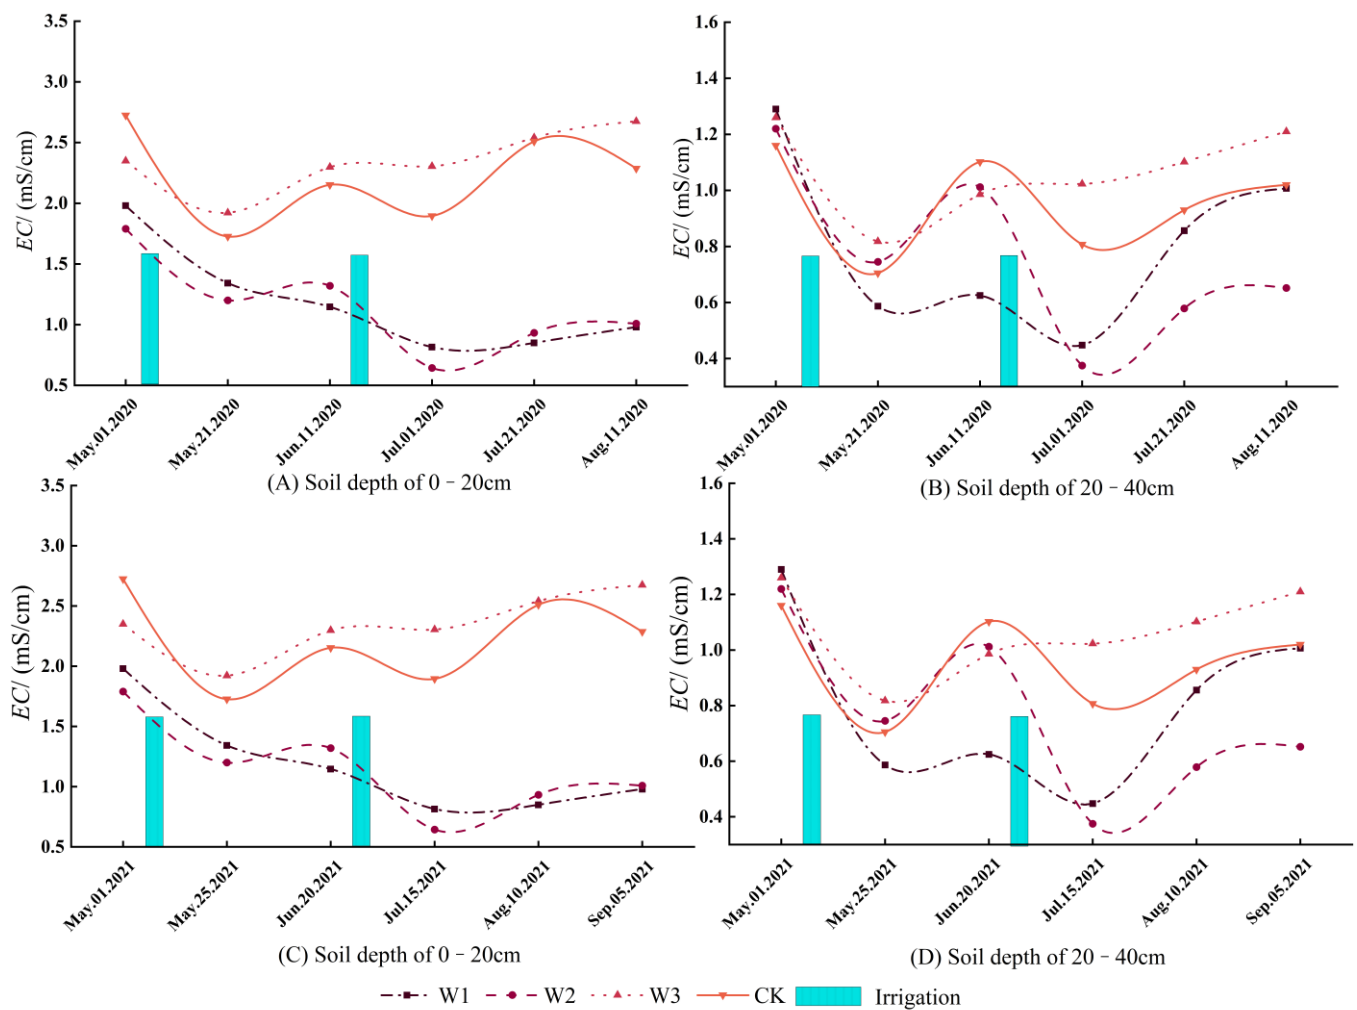 3.5
3.0
2.5
2.0
1.5
1.0
0.5
EC/ (mS/cm)
May.01.2020
May.21.2020
Jun.11.2020
Jul.01.2020
Jul.21.2020
Aug.11.2020
(A) Soil depth of 0 - 20cm
1.6
1.4
1.2
1.0
0.8
0.6
0.4
EC/ (mS/cm)
May.01.2020
May.21.2020
Jun.11.2020
Jul.01.2020
Jul.21.2020
Aug.11.2020
(B) Soil depth of 20 - 40cm
3.5
3.0
2.5
2.0
1.5
1.0
0.5
EC/ (mS/cm)
May.01.2021
May.25.2021
Jun.20.2021
Jul.15.2021
Aug.10.2021
Sep.05.2021
(C) Soil depth of 0 - 20cm
1.6
1.4
1.2
1.0
0.8
0.6
0.4
EC/ (mS/cm)
May.01.2021
May.25.2021
Jun.20.2021
Jul.15.2021
Aug.10.2021
Sep.05.2021
(D) Soil depth of 20 - 40cm
W1 W2 W3 CK Irrigation